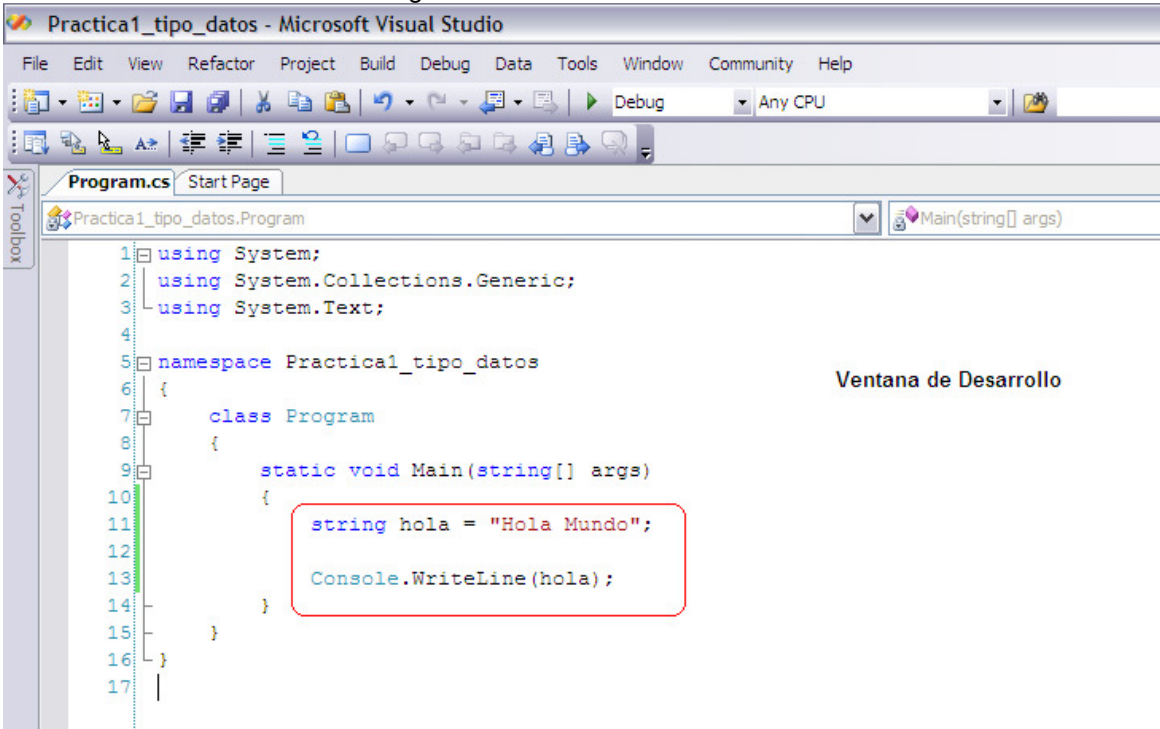 Practica1_tipo_datos - Microsoft Visual Studio
File Edit View Refactor Project Build Debug Data Tools Window Community Help
Debug Any CPU
Toolbox
Program.cs Start Page
Practica1_tipo_datos.Program Main(string[] args)
1 using System;
2 using System.Collections.Generic;
3 using System.Text;
4
5 namespace Practica1_tipo_datos
6 {
Ventana de Desarrollo
7 class Program
8 {
9 static void Main(string[] args)
10 {
11 string hola = "Hola Mundo";
12
13 Console.WriteLine(hola);
14 }
15 }
16 }
17